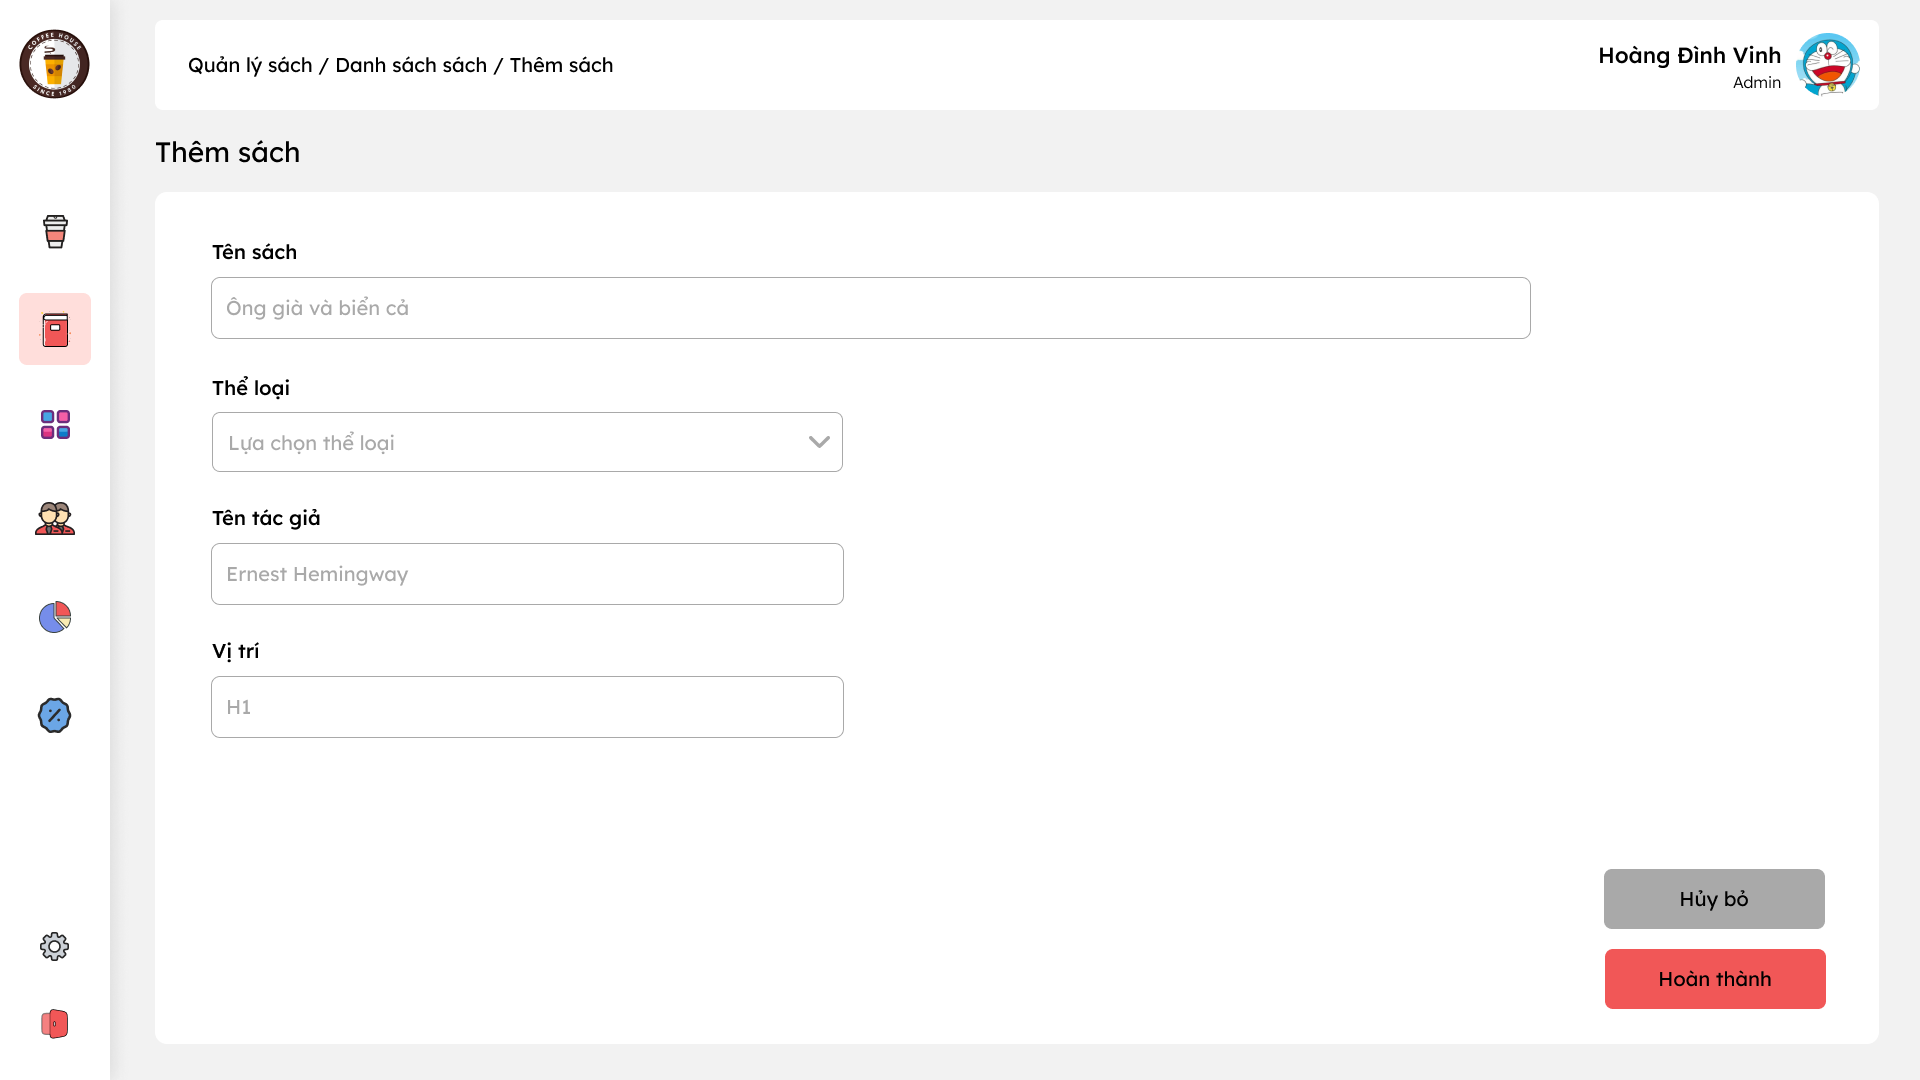 COFFEE HOUSE
SINCE 1980
Quản lý sách / Danh sách sách / Thêm sách
Hoàng Đình Vinh
Admin
Thêm sách
Tên sách
Ông già và biển cả
Thể loại
Lựa chọn thể loại
Tên tác giả
Ernest Hemingway
Vị trí
H1
Hủy bỏ
Hoàn thành